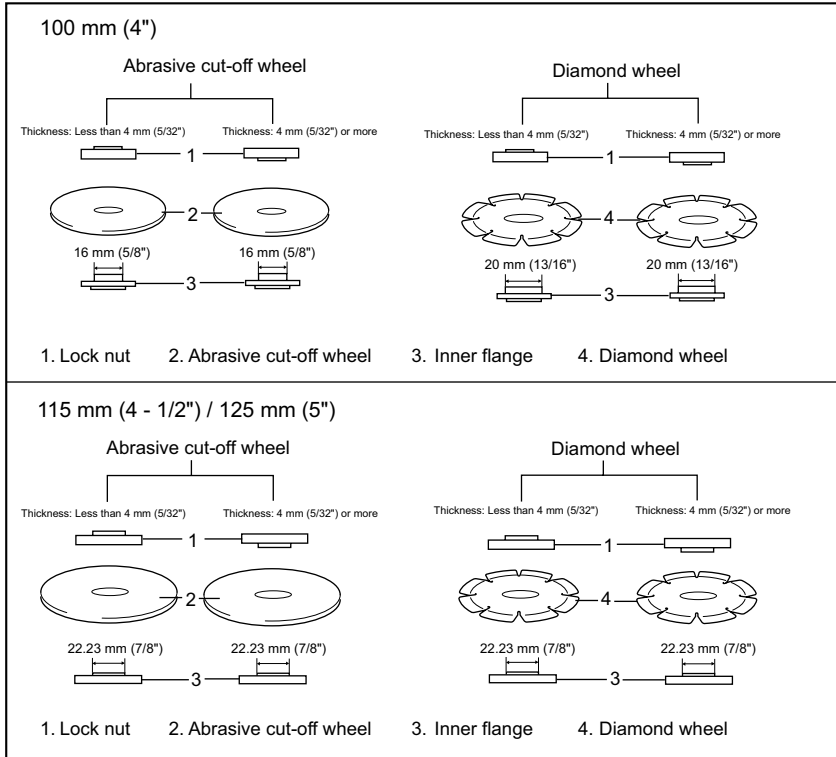 100 mm (4")
Abrasive cut-off wheel
Diamond wheel
Thickness: Less than 4 mm (5/32")
Thickness: 4 mm (5/32") or more
Thickness: Less than 4 mm (5/32")
Thickness: 4 mm (5/32") or more
1
1
2
4
16 mm (5/8")
16 mm (5/8")
20 mm (13/16")
20 mm (13/16")
3
3
1. Lock nut 2. Abrasive cut-off wheel 3. Inner flange 4. Diamond wheel
115 mm (4 - 1/2") / 125 mm (5")
Abrasive cut-off wheel
Diamond wheel
Thickness: Less than 4 mm (5/32")
Thickness: 4 mm (5/32") or more
Thickness: Less than 4 mm (5/32")
Thickness: 4 mm (5/32") or more
1
1
2
4
22.23 mm (7/8")
22.23 mm (7/8")
22.23 mm (7/8")
22.23 mm (7/8")
3
3
1. Lock nut 2. Abrasive cut-off wheel 3. Inner flange 4. Diamond wheel